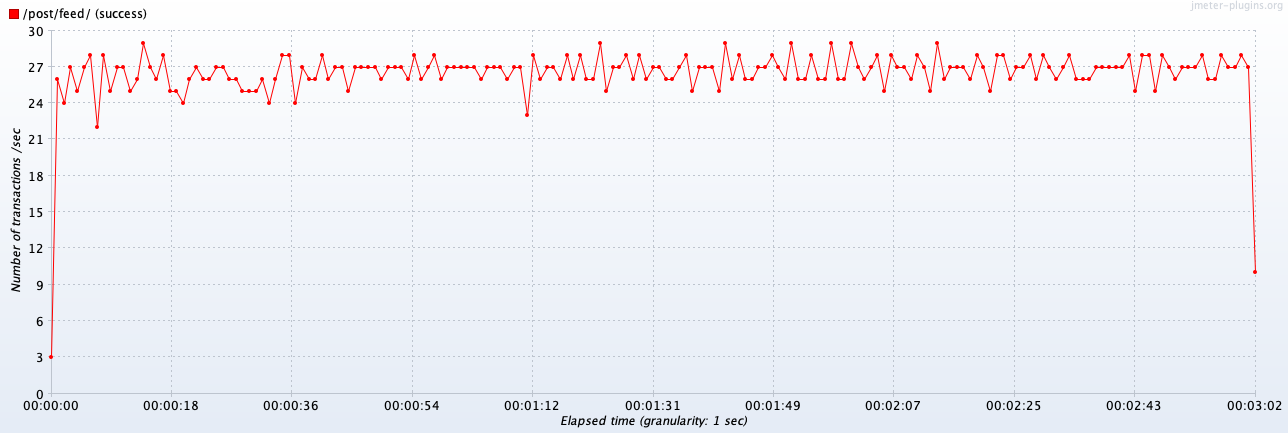 jmeter-plugins.org
/post/feed/ (success)
30
27
24
21
18
15
12
9
6
3
0
Number of transactions /sec
00:00:00 00:00:18 00:00:36 00:00:54 00:01:12 00:01:31 00:01:49 00:02:07 00:02:25 00:02:43 00:03:02
Elapsed time (granularity: 1 sec)